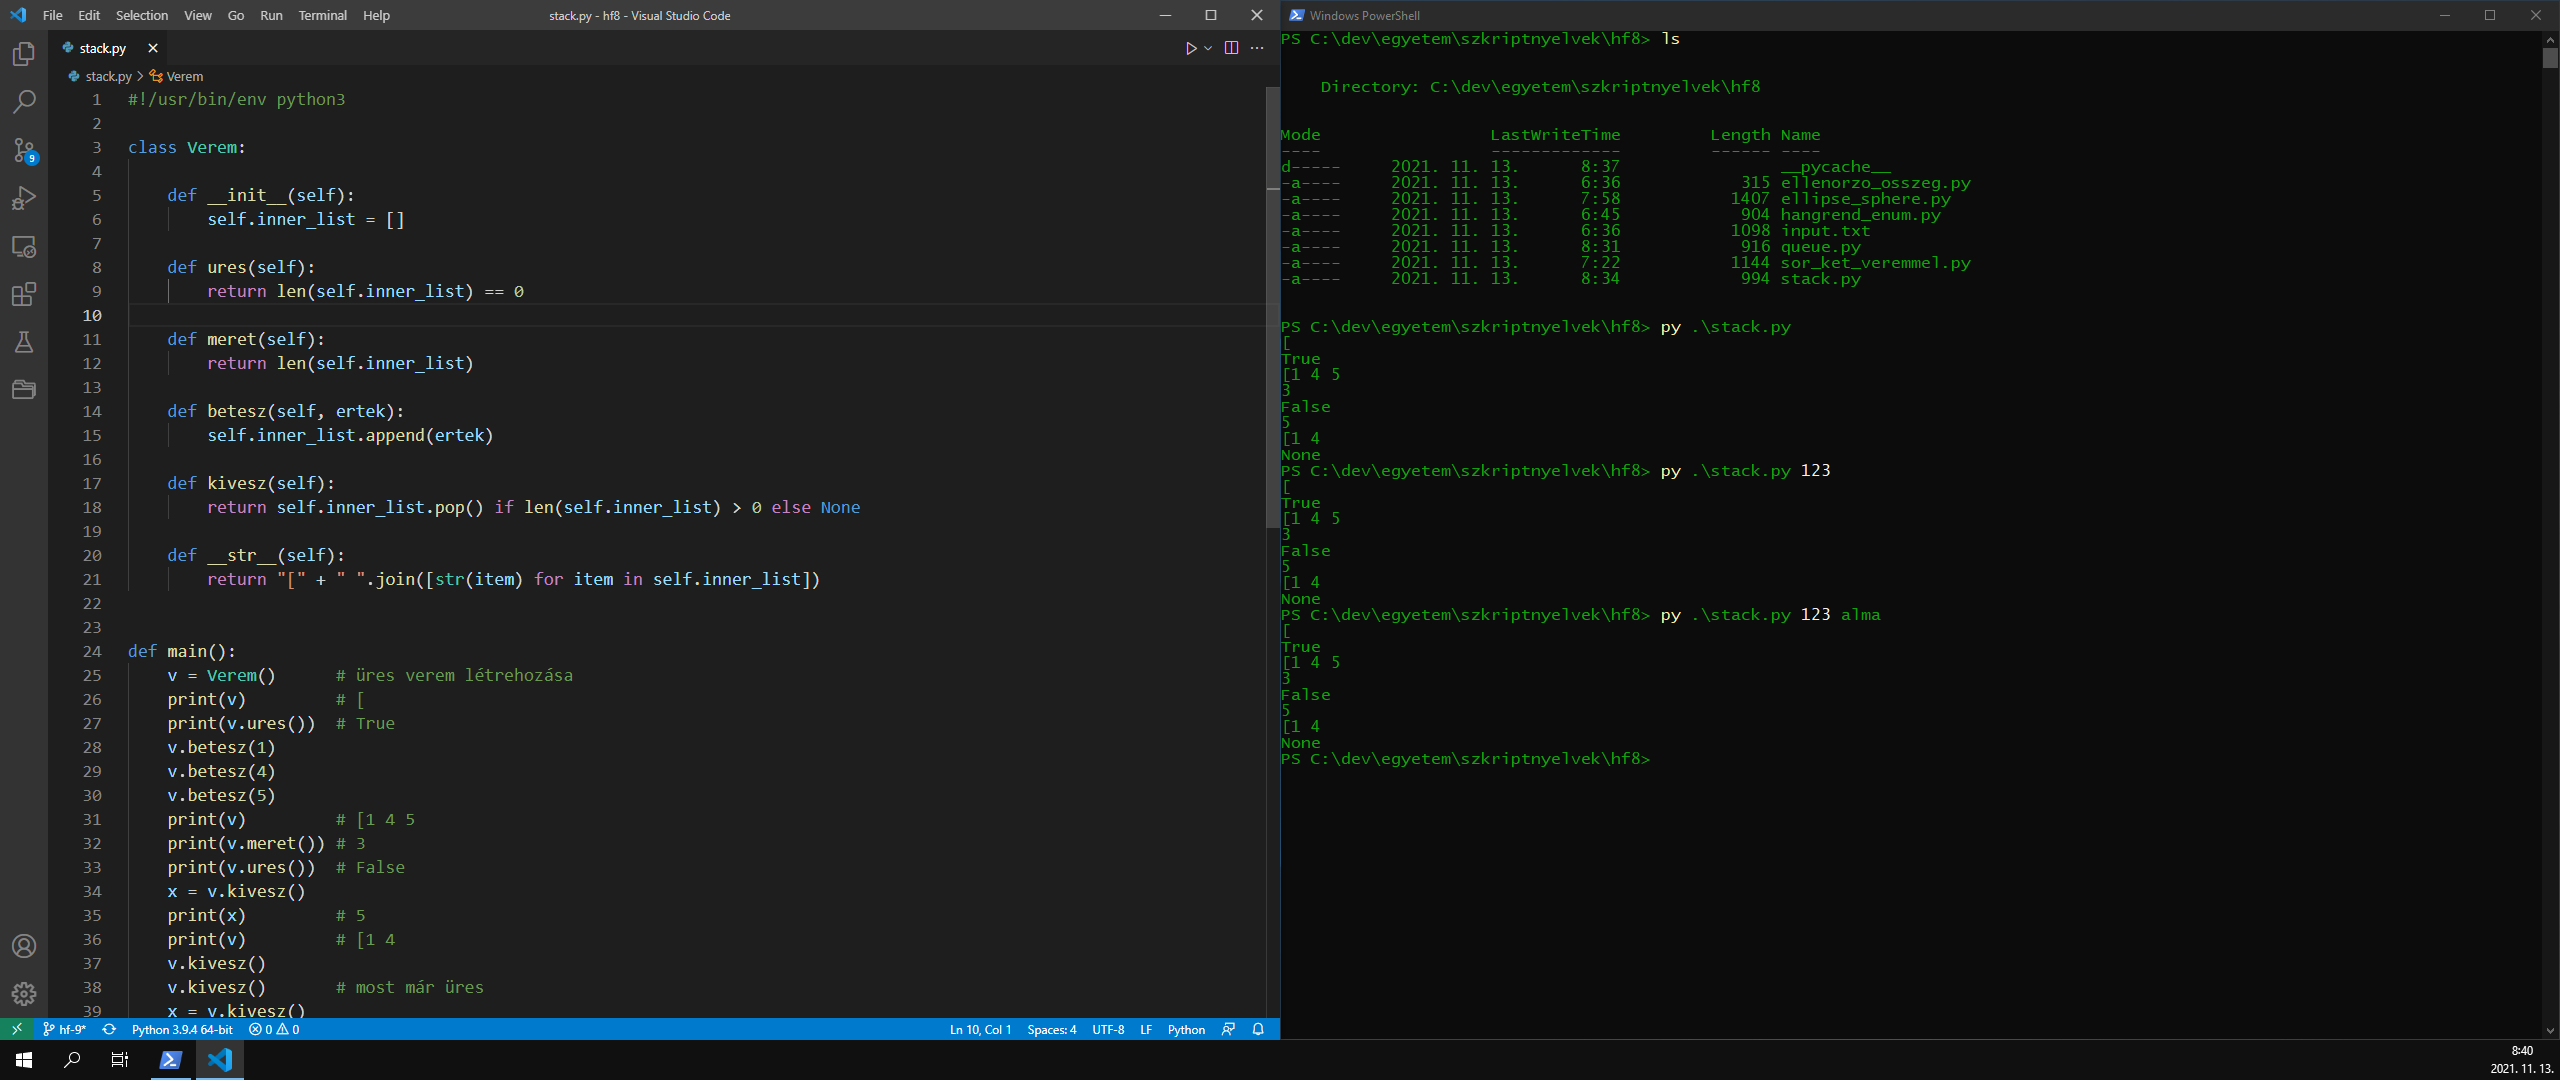 File Edit Selection View Go Run Terminal Help stack.py - hf8 - Visual Studio Code
stack.py
stack.py > Verem
1 #!/usr/bin/env python3
2
3 class Verem:
4
5     def __init__(self):
6         self.inner_list = []
7
8     def ures(self):
9         return len(self.inner_list) == 0
10
11     def meret(self):
12         return len(self.inner_list)
13
14     def betesz(self, ertek):
15         self.inner_list.append(ertek)
16
17     def kivesz(self):
18         return self.inner_list.pop() if len(self.inner_list) > 0 else None
19
20     def __str__(self):
21         return "[" + " ".join([str(item) for item in self.inner_list])
22
23
24 def main():
25     v = Verem()      # üres verem létrehozása
26     print(v)         # [
27     print(v.ures())  # True
28     v.betesz(1)
29     v.betesz(4)
30     v.betesz(5)
31     print(v)         # [1 4 5
32     print(v.meret()) # 3
33     print(v.ures())  # False
34     x = v.kivesz()
35     print(x)         # 5
36     print(v)         # [1 4
37     v.kivesz()
38     v.kivesz()       # most már üres
39     x = v.kivesz()
9
hf-9* Python 3.9.4 64-bit 0 0 Ln 10, Col 1 Spaces: 4 UTF-8 LF Python
Windows PowerShell
PS C:\dev\egyetem\szkriptnyelvek\hf8> ls
Directory: C:\dev\egyetem\szkriptnyelvek\hf8
Mode LastWriteTime Length Name
---- ------------- ------ ----
d----- 2021. 11. 13. 8:37 __pycache__
-a---- 2021. 11. 13. 6:36 315 ellenorzo_osszeg.py
-a---- 2021. 11. 13. 7:58 1407 ellipse_sphere.py
-a---- 2021. 11. 13. 6:45 904 hangrend_enum.py
-a---- 2021. 11. 13. 6:36 1098 input.txt
-a---- 2021. 11. 13. 8:31 916 queue.py
-a---- 2021. 11. 13. 7:22 1144 sor_ket_veremmel.py
-a---- 2021. 11. 13. 8:34 994 stack.py
PS C:\dev\egyetem\szkriptnyelvek\hf8> py .\stack.py
[
True
[1 4 5
3
False
5
[1 4
None
PS C:\dev\egyetem\szkriptnyelvek\hf8> py .\stack.py 123
[
True
[1 4 5
3
False
5
[1 4
None
PS C:\dev\egyetem\szkriptnyelvek\hf8> py .\stack.py 123 alma
[
True
[1 4 5
3
False
5
[1 4
None
PS C:\dev\egyetem\szkriptnyelvek\hf8>
8:40
2021. 11. 13.